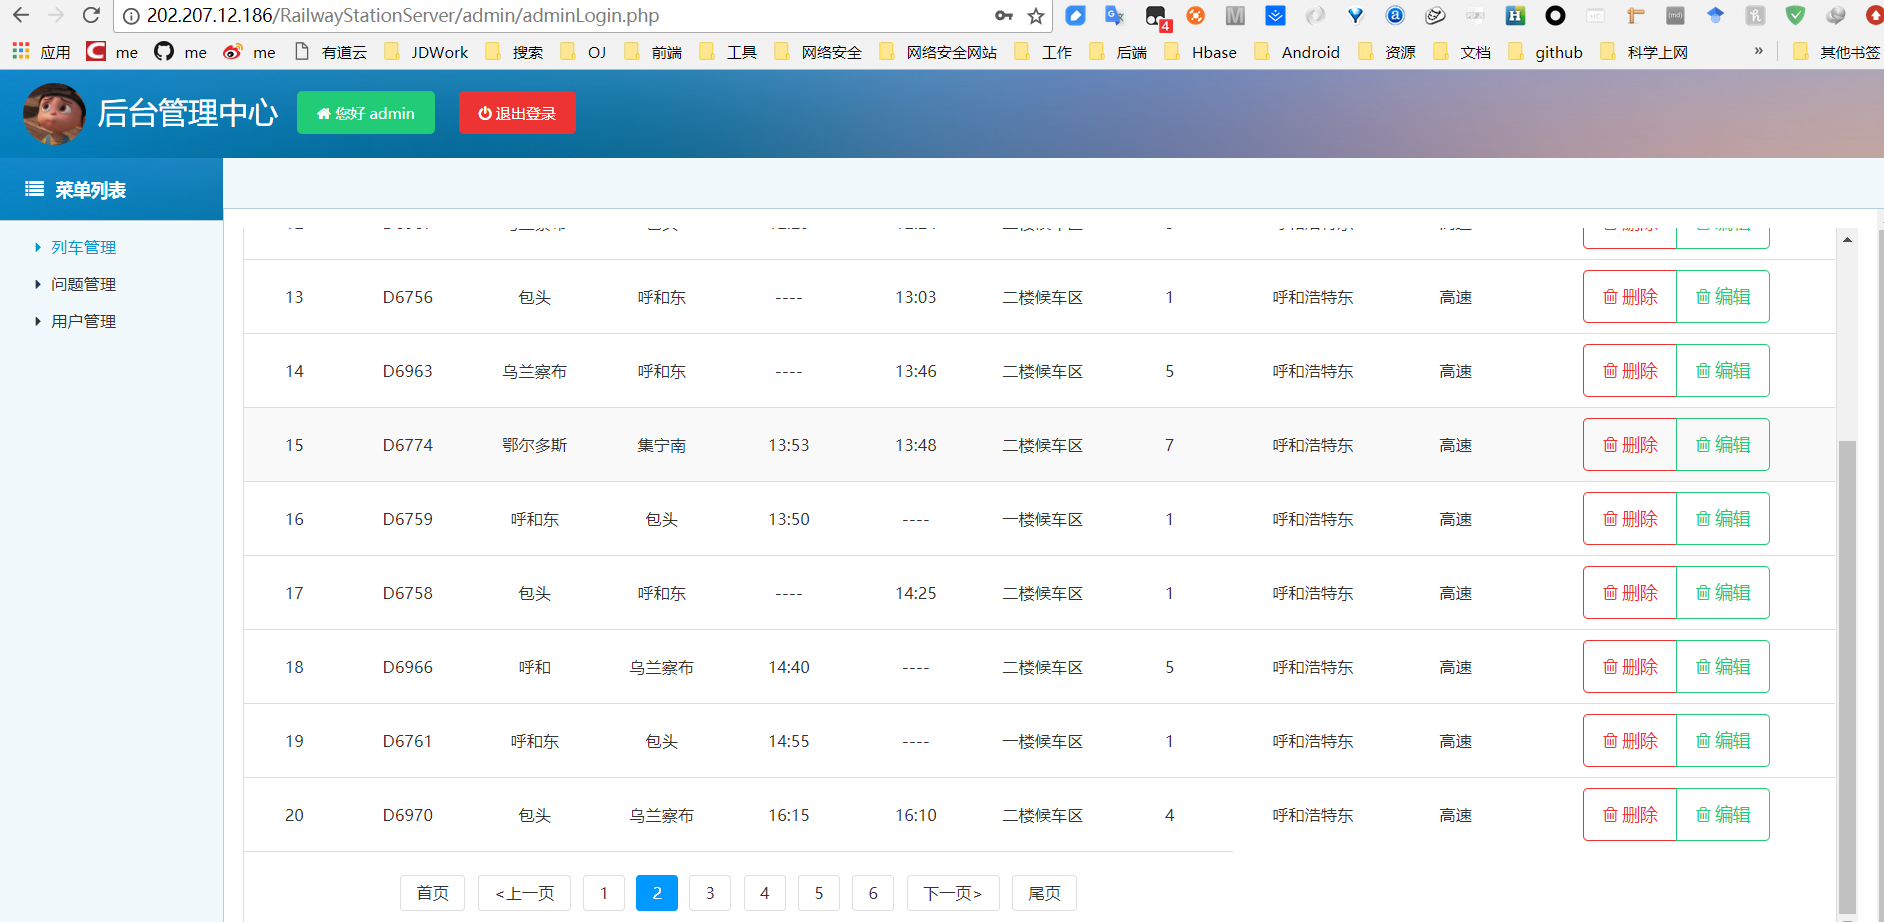 202.207.12.186/RailwayStationServer/admin/adminLogin.php
应用 me me me 有道云 JDWork 搜索 OJ 前端 工具 网络安全 网络安全网站 工作 后端 Hbase Android 资源 文档 github 科学上网 » 其他书签
后台管理中心 您好 admin 退出登录
菜单列表
列车管理
问题管理
用户管理
13 D6756 包头 呼和东 ---- 13:03 二楼候车区 1 呼和浩特东 高速 删除 编辑
14 D6963 乌兰察布 呼和东 ---- 13:46 二楼候车区 5 呼和浩特东 高速 删除 编辑
15 D6774 鄂尔多斯 集宁南 13:53 13:48 二楼候车区 7 呼和浩特东 高速 删除 编辑
16 D6759 呼和东 包头 13:50 ---- 一楼候车区 1 呼和浩特东 高速 删除 编辑
17 D6758 包头 呼和东 ---- 14:25 二楼候车区 1 呼和浩特东 高速 删除 编辑
18 D6966 呼和 乌兰察布 14:40 ---- 二楼候车区 5 呼和浩特东 高速 删除 编辑
19 D6761 呼和东 包头 14:55 ---- 一楼候车区 1 呼和浩特东 高速 删除 编辑
20 D6970 包头 乌兰察布 16:15 16:10 二楼候车区 4 呼和浩特东 高速 删除 编辑
首页 <上一页 1 2 3 4 5 6 下一页> 尾页